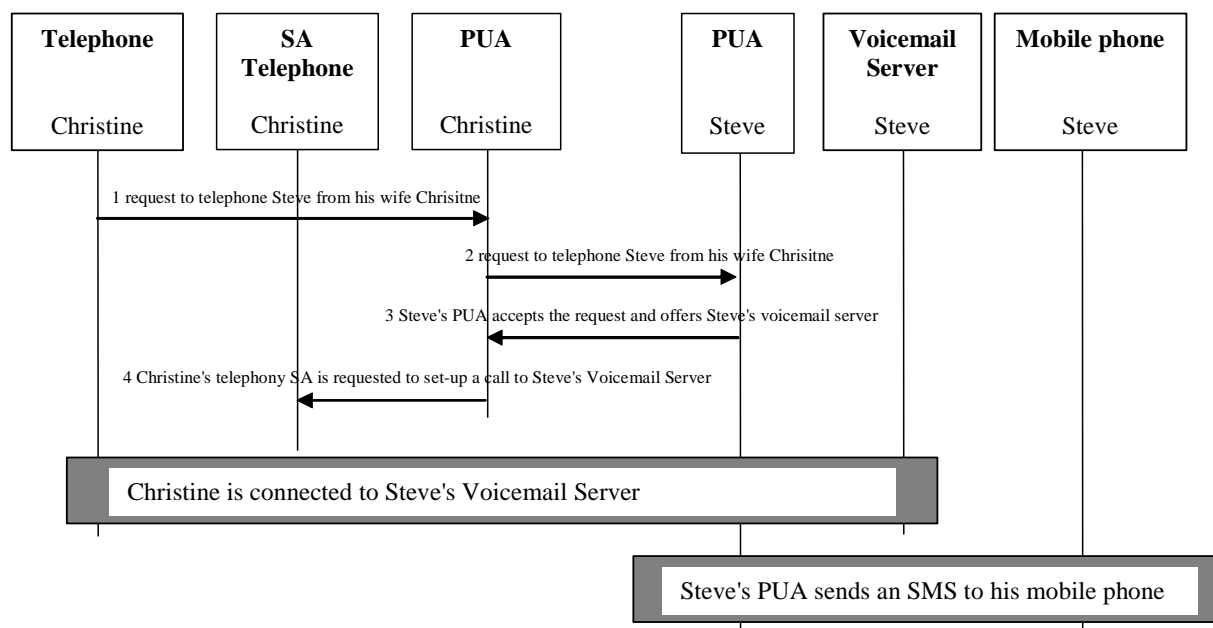 Telephone
Christine
SA
Telephone
Christine
PUA
Christine
PUA
Steve
Voicemail
Server
Steve
Mobile phone
Steve
1 request to telephone Steve from his wife Chrisitne
2 request to telephone Steve from his wife Chrisitne
3 Steve's PUA accepts the request and offers Steve's voicemail server
4 Christine's telephony SA is requested to set-up a call to Steve's Voicemail Server
Christine is connected to Steve's Voicemail Server
Steve's PUA sends an SMS to his mobile phone